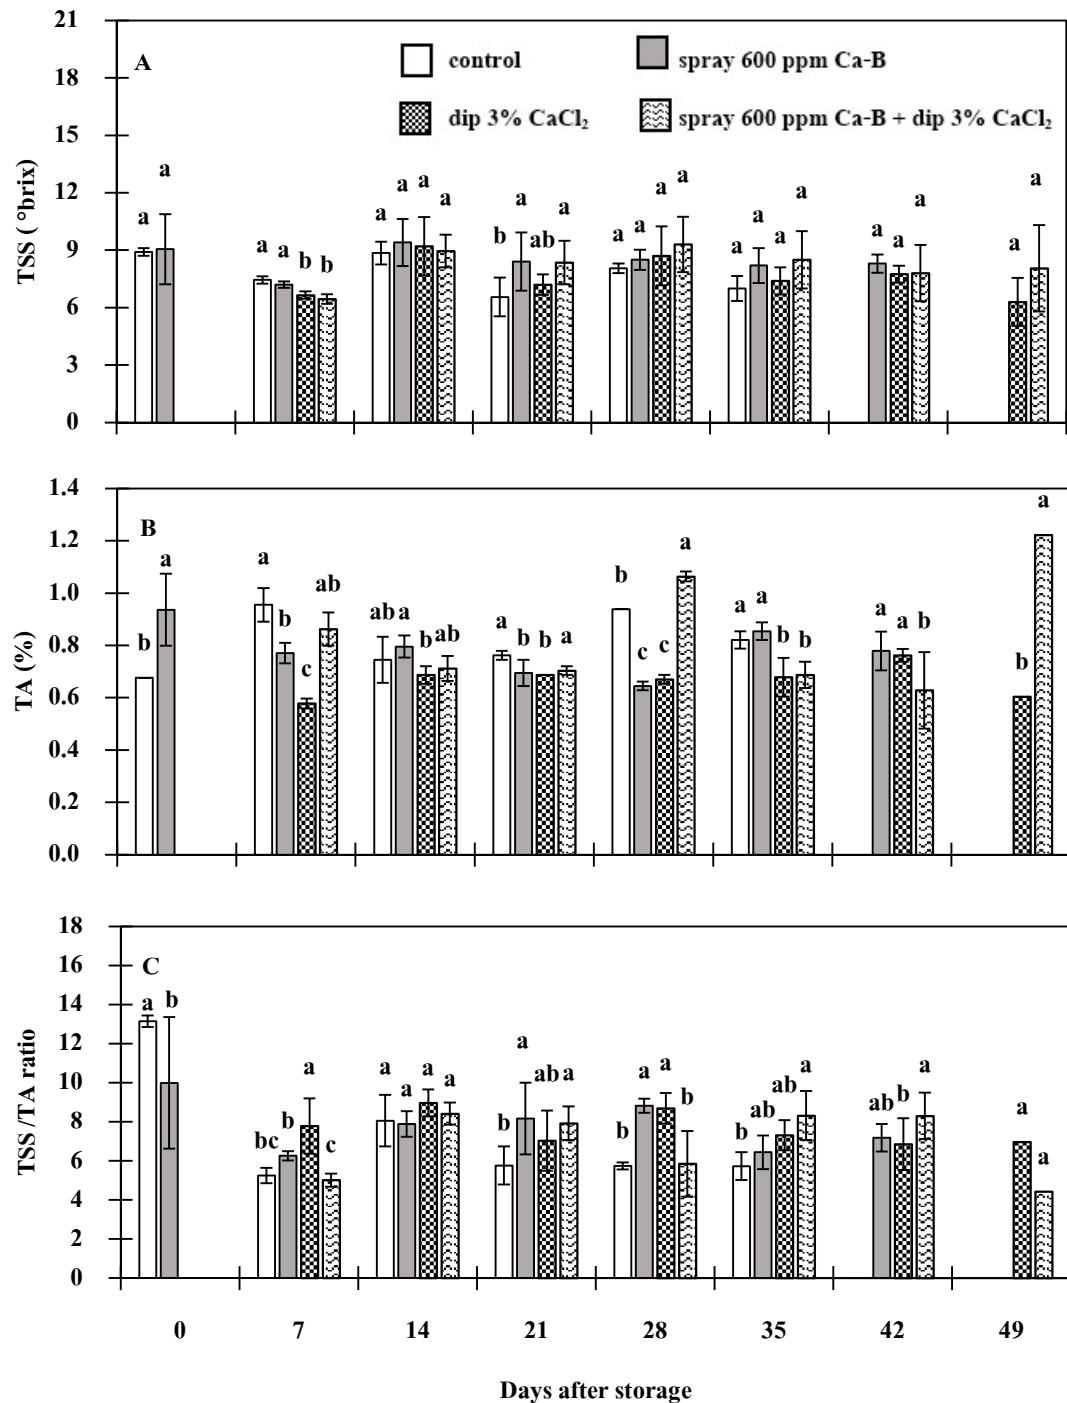 21
18
15
12
9
6
3
0
TSS ( °brix)
A
control
spray 600 ppm Ca-B
dip 3% CaCl₂
spray 600 ppm Ca-B + dip 3% CaCl₂
a a
a a b b
a a a a
b a ab a
a a a a
a a a a
a a a
a a
1.4
1.2
1.0
0.8
0.6
0.4
0.2
0.0
TA (%)
B
b a
a b c ab
ab a b ab
a b b a
b c c a
a a b b
a a b
b a
18
16
14
12
10
8
6
4
2
0
TSS /TA ratio
C
a b
bc b a c
a a a a
b a ab a
b a a b
b ab ab a
ab b a
a a
0 7 14 21 28 35 42 49
Days after storage